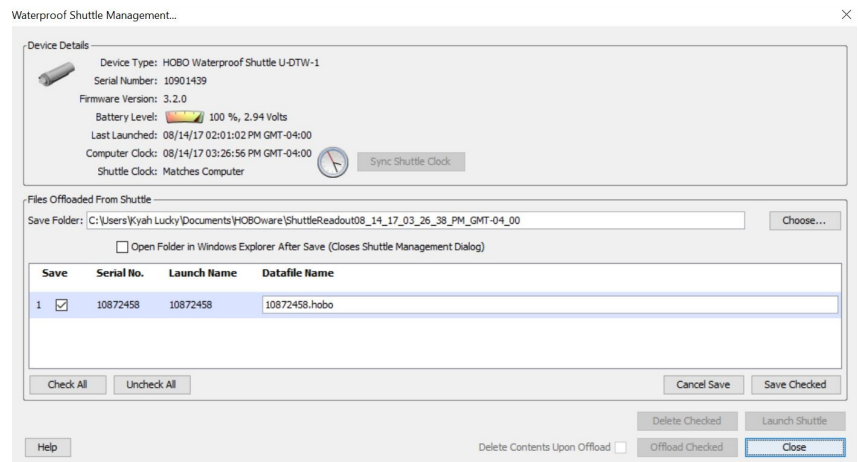 Waterproof Shuttle Management...
Device Details
Device Type: HOBO Waterproof Shuttle U-DTW-1
Serial Number: 10901439
Firmware Version: 3.2.0
Battery Level: 100 %, 2.94 Volts
Last Launched: 08/14/17 02:01:02 PM GMT-04:00
Computer Clock: 08/14/17 03:26:56 PM GMT-04:00
Shuttle Clock: Matches Computer
Sync Shuttle Clock
Files Offloaded From Shuttle
Save Folder: C:\Users\Kyah Lucky\Documents\HOBOware\ShuttleReadout08_14_17_03_26_38_PM_GMT-04_00 Choose...
Open Folder in Windows Explorer After Save (Closes Shuttle Management Dialog)
Save Serial No. Launch Name Datafile Name
1 10872458 10872458 10872458.hobo
Check All Uncheck All Cancel Save Save Checked
Delete Checked Launch Shuttle
Help Delete Contents Upon Offload Offload Checked Close